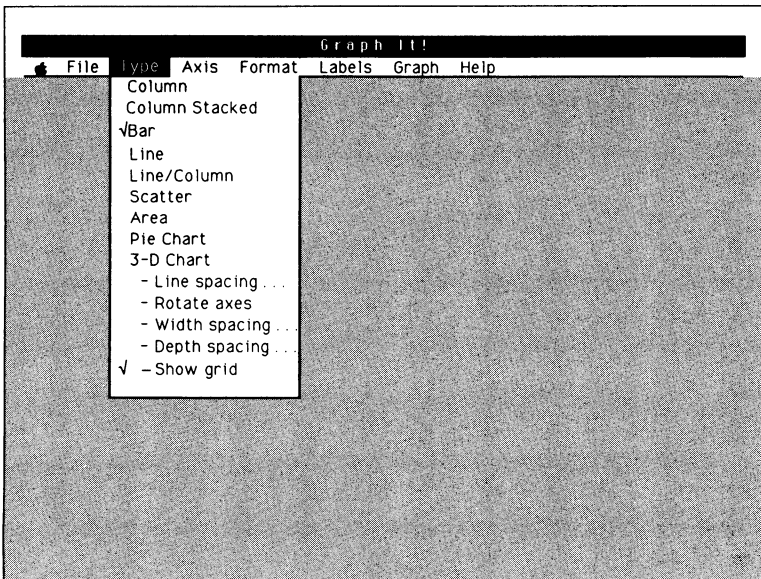 Graph It!
File Type Axis Format Labels Graph Help
Column
Column Stacked
√Bar
Line
Line/Column
Scatter
Area
Pie Chart
3-D Chart
- Line spacing . . .
- Rotate axes
- Width spacing . . .
- Depth spacing . . .
√ – Show grid